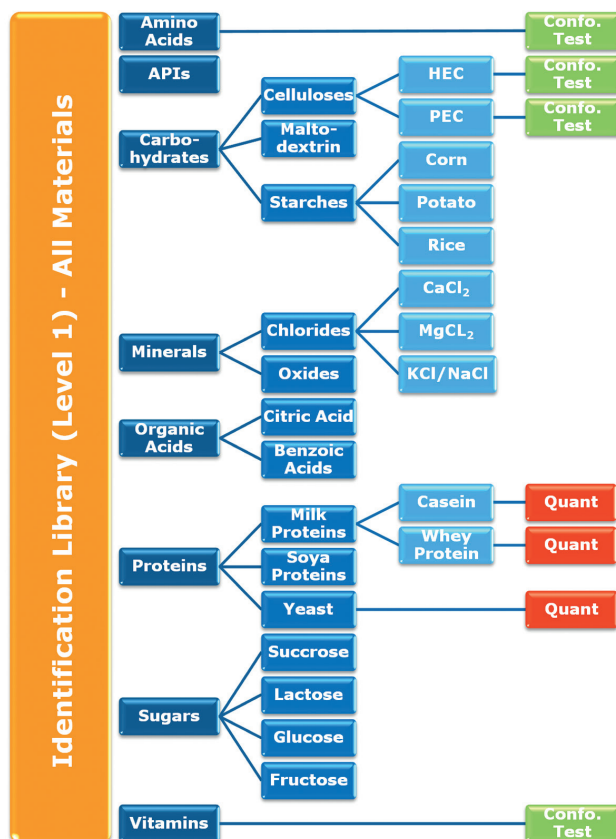 Identification Library (Level 1) - All Materials
Amino
Acids
Confo.
Test
APIs
HEC
Confo.
Test
Celluloses
PEC
Confo.
Test
Carbo-
hydrates
Malto-
dextrin
Corn
Starches
Potato
Rice
CaCl₂
Minerals
Chlorides
MgCL₂
Oxides
KCl/NaCl
Organic
Acids
Citric Acid
Benzoic
Acids
Proteins
Milk
Proteins
Casein
Quant
Whey
Protein
Quant
Soya
Proteins
Yeast
Quant
Sugars
Succrose
Lactose
Glucose
Fructose
Vitamins
Confo.
Test